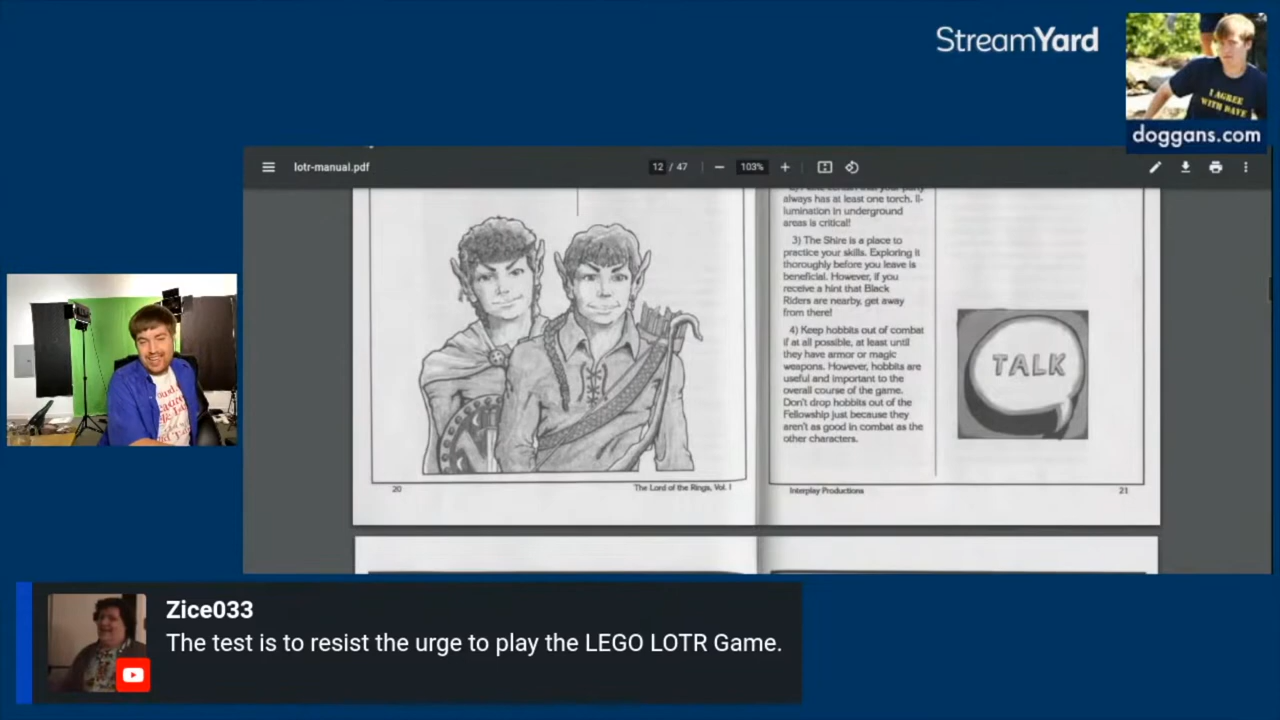 StreamYard
I AGREE
WITH DAVE
doggans.com
lotr-manual.pdf
12 / 47
103%
always has at least one torch. Il-
lumination in underground
areas is critical!
3) The Shire is a place to
practice your skills. Exploring it
thoroughly before you leave is
beneficial. However, if you
receive a hint that Black
Riders are nearby, get away
from there!
4) Keep hobbits out of combat
if at all possible, at least until
they have armor or magic
weapons. However, hobbits are
useful and important to the
overall course of the game.
Don't drop hobbits out of the
Fellowship just because they
aren't as good in combat as the
other characters.
TALK
20
The Lord of the Rings, Vol. I
Interplay Productions
21
Zice033
The test is to resist the urge to play the LEGO LOTR Game.